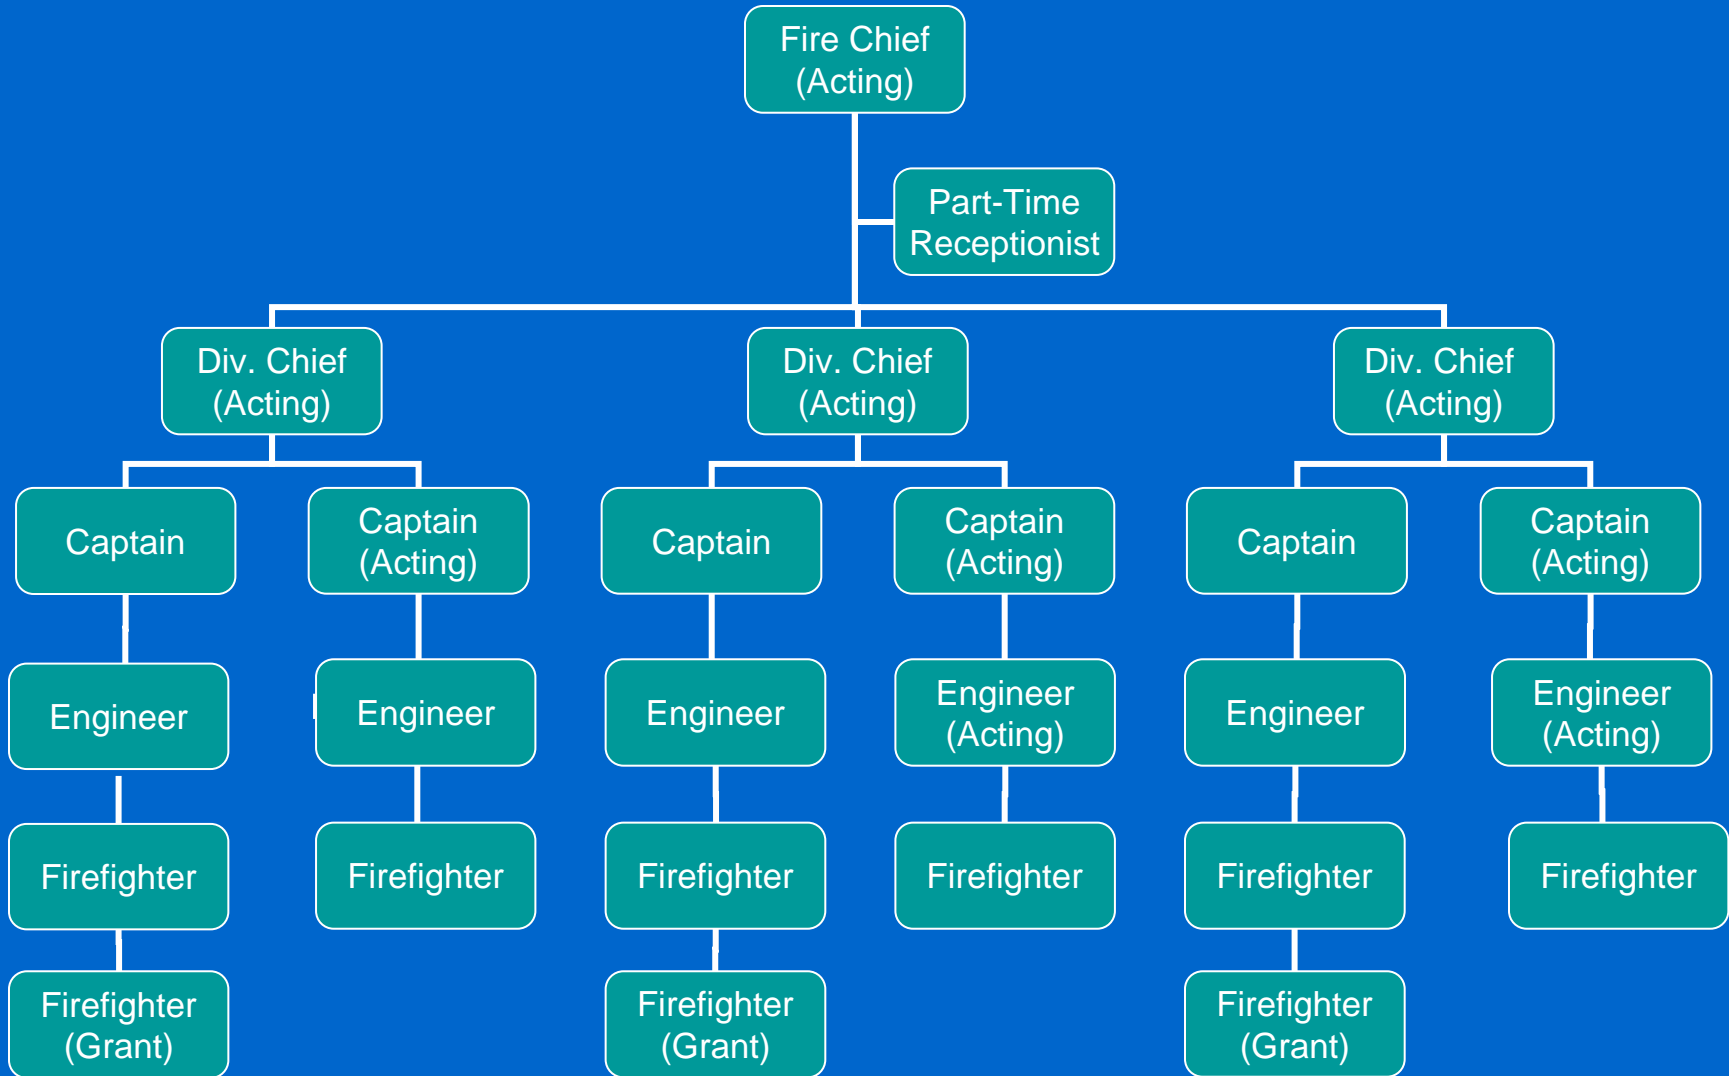 Fire Chief
(Acting)
Part-Time
Receptionist
Div. Chief
(Acting)
Div. Chief
(Acting)
Div. Chief
(Acting)
Captain
Captain
(Acting)
Captain
Captain
(Acting)
Captain
Captain
(Acting)
Engineer
Engineer
Engineer
Engineer
(Acting)
Engineer
Engineer
(Acting)
Firefighter
Firefighter
Firefighter
Firefighter
Firefighter
Firefighter
Firefighter
(Grant)
Firefighter
(Grant)
Firefighter
(Grant)